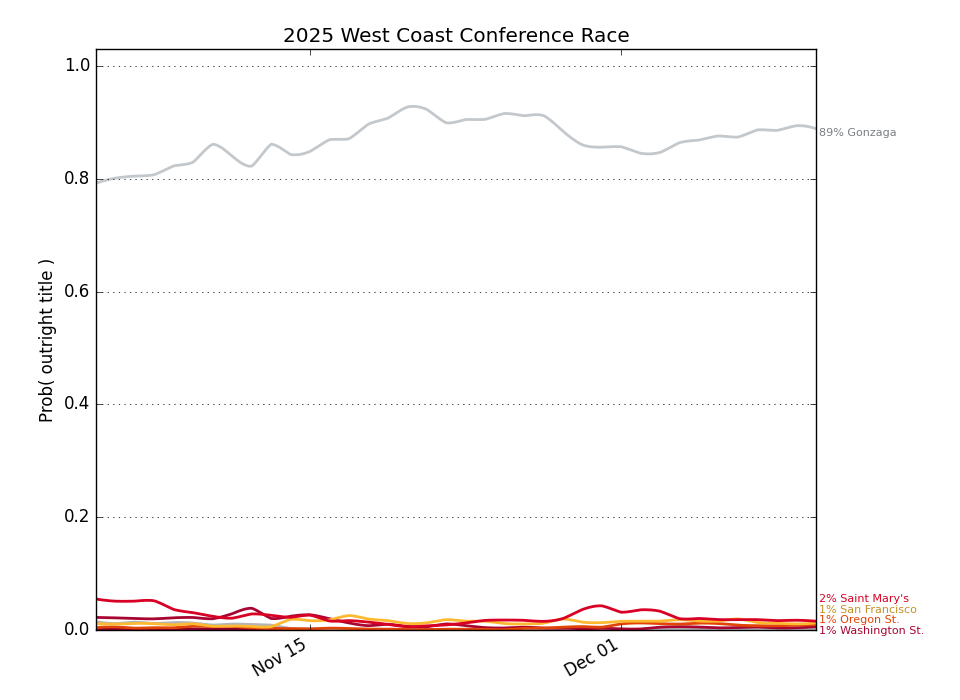 2025 West Coast Conference Race
1.0
0.8
0.6
0.4
0.2
0.0
Prob( outright title )
Nov 15
Dec 01
89% Gonzaga
2% Saint Mary's
1% San Francisco
1% Oregon St.
1% Washington St.